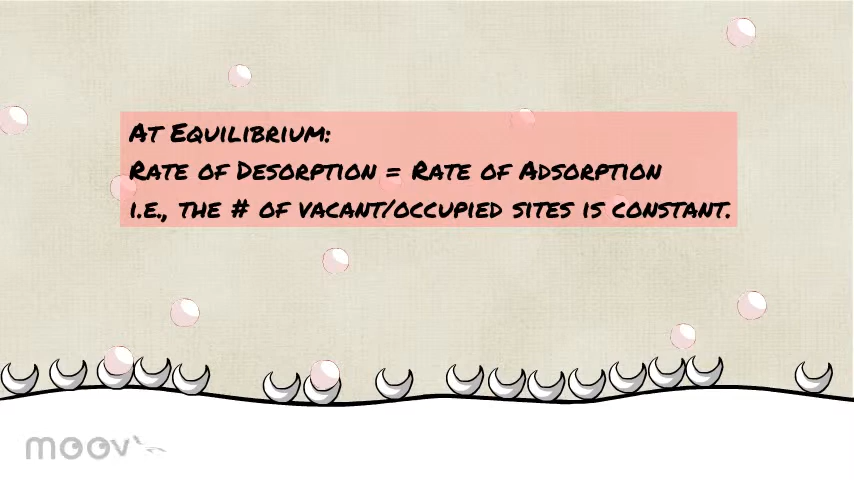 At Equilibrium:
Rate of Desorption = Rate of Adsorption
i.e., the # of vacant/occupied sites is constant.
moov